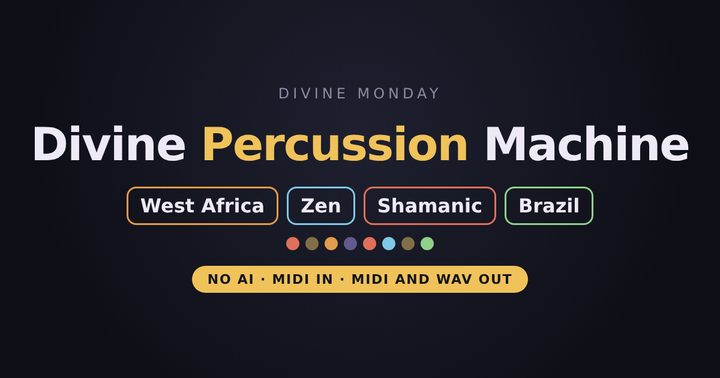 DIVINE MONDAY
Divine Percussion Machine
West Africa Zen Shamanic Brazil
NO AI · MIDI IN · MIDI AND WAV OUT